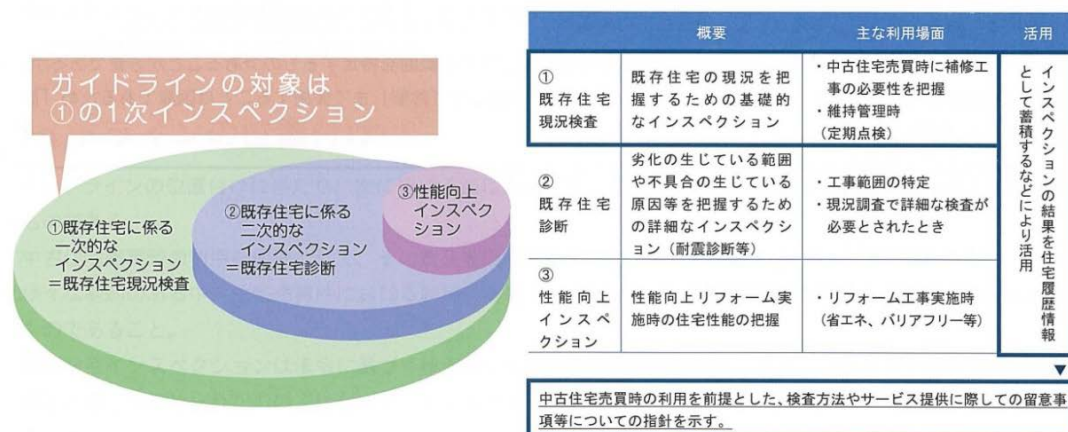 ガイドラインの対象は
①の1次インスペクション
①既存住宅に係る
一次的な
インスペクション
＝既存住宅現況検査
②既存住宅に係る
二次的な
インスペクション
＝既存住宅診断
③性能向上
インスペク
ション
概要
主な利用場面
活用
①
既存住宅
現況検査
既存住宅の現況を把
握するための基礎的
なインスペクション
・中古住宅売買時に補修工
事の必要性を把握
・維持管理時
（定期点検）
②
既存住宅
診断
劣化の生じている範囲
や不具合の生じている
原因等を把握するため
の詳細なインスペクシ
ョン（耐震診断等）
・工事範囲の特定
・現況調査で詳細な検査が
必要とされたとき
③
性能向上
インスペ
クション
性能向上リフォーム実
施時の住宅性能の把握
・リフォーム工事実施時
（省エネ、バリアフリー等）
インスペクションの結果を住宅履歴情報
として蓄積するなどにより活用
▼
中古住宅売買時の利用を前提とした、検査方法やサービス提供に際しての留意事
項等についての指針を示す。